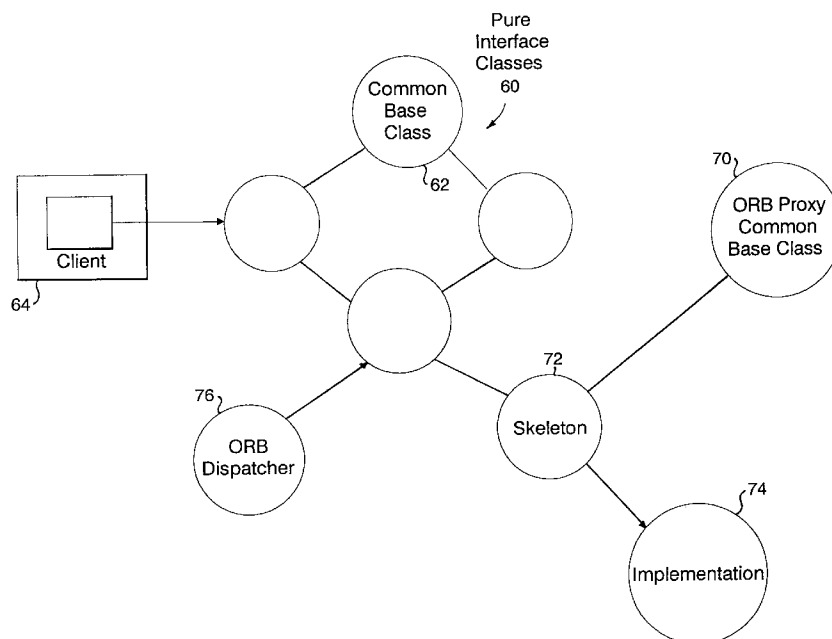 Pure
Interface
Classes
60
Common
Base
Class
62
70
ORB Proxy
Common
Base Class
Client
64
72
Skeleton
76
ORB
Dispatcher
74
Implementation